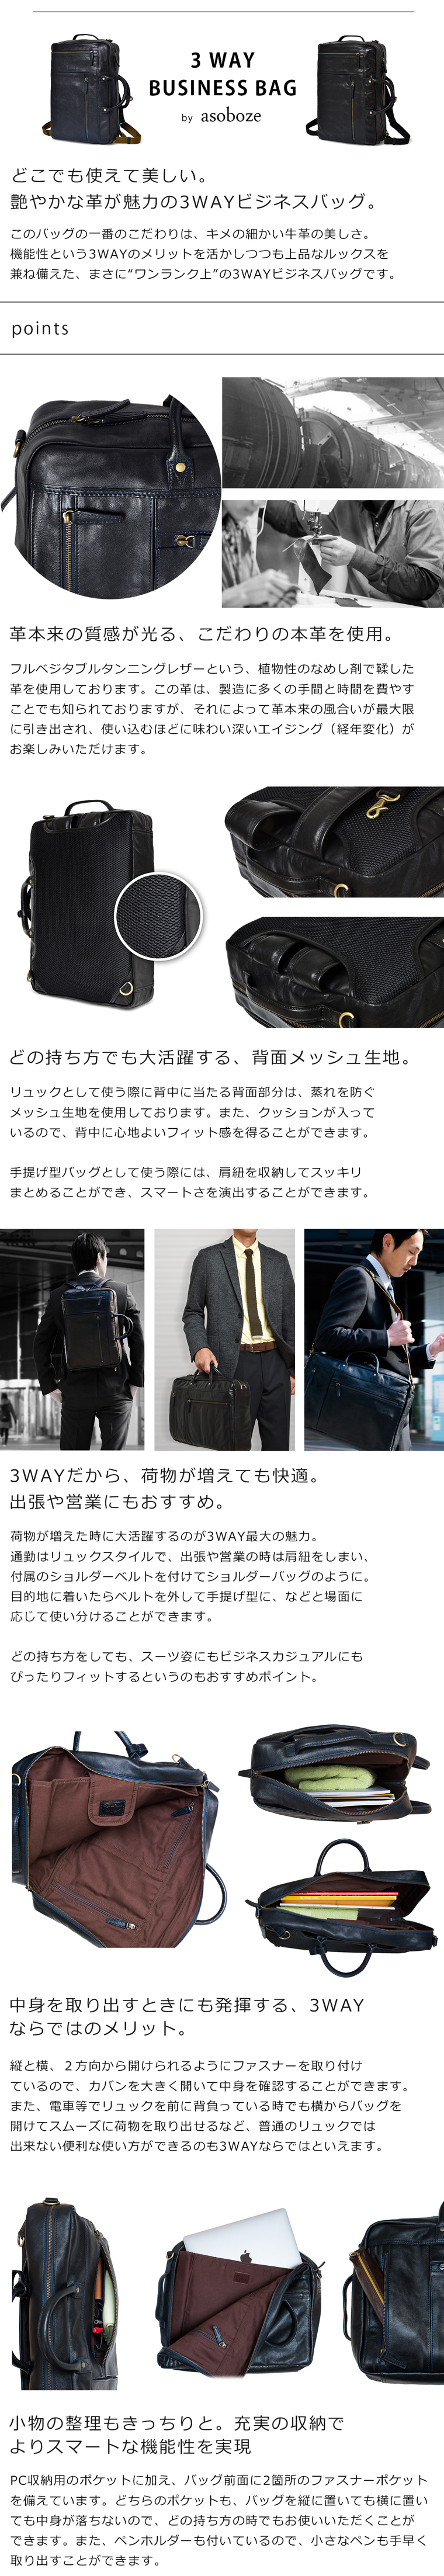 3 WAY
BUSINESS BAG
by asoboze
どこでも使えて美しい。
艶やかな革が魅力の3WAYビジネスバッグ。
このバッグの一番のこだわりは、キメの細かい牛革の美しさ。
機能性という3WAYのメリットを活かしつつも上品なルックスを
兼ね備えた、まさに“ワンランク上”の3WAYビジネスバッグです。
points
革本来の質感が光る、こだわりの本革を使用。
フルベジタブルタンニングレザーという、植物性のなめし剤で鞣した
革を使用しております。この革は、製造に多くの手間と時間を費やす
ことでも知られておりますが、それによって革本来の風合いが最大限
に引き出され、使い込むほどに味わい深いエイジング（経年変化）が
お楽しみいただけます。
どの持ち方でも大活躍する、背面メッシュ生地。
リュックとして使う際に背中に当たる背面部分は、蒸れを防ぐ
メッシュ生地を使用しております。また、クッションが入って
いるので、背中に心地よいフィット感を得ることができます。
手提げ型バッグとして使う際には、肩紐を収納してスッキリ
まとめることができ、スマートさを演出することができます。
3WAYだから、荷物が増えても快適。
出張や営業にもおすすめ。
荷物が増えた時に大活躍するのが3WAY最大の魅力。
通勤はリュックスタイルで、出張や営業の時は肩紐をしまい、
付属のショルダーベルトを付けてショルダーバッグのように。
目的地に着いたらベルトを外して手提げ型に、などと場面に
応じて使い分けることができます。
どの持ち方をしても、スーツ姿にもビジネスカジュアルにも
ぴったりフィットするというのもおすすめポイント。
中身を取り出すときにも発揮する、3WAY
ならではのメリット。
縦と横、２方向から開けられるようにファスナーを取り付け
ているので、カバンを大きく開いて中身を確認することができます。
また、電車等でリュックを前に背負っている時でも横からバッグを
開けてスムーズに荷物を取り出せるなど、普通のリュックでは
出来ない便利な使い方ができるのも3WAYならではといえます。
小物の整理もきっちりと。充実の収納で
よりスマートな機能性を実現
PC収納用のポケットに加え、バッグ前面に2箇所のファスナーポケット
を備えています。どちらのポケットも、バッグを縦に置いても横に置い
ても中身が落ちないので、どの持ち方の時でもお使いいただくことが
できます。また、ペンホルダーも付いているので、小さなペンも手早く
取り出すことができます。